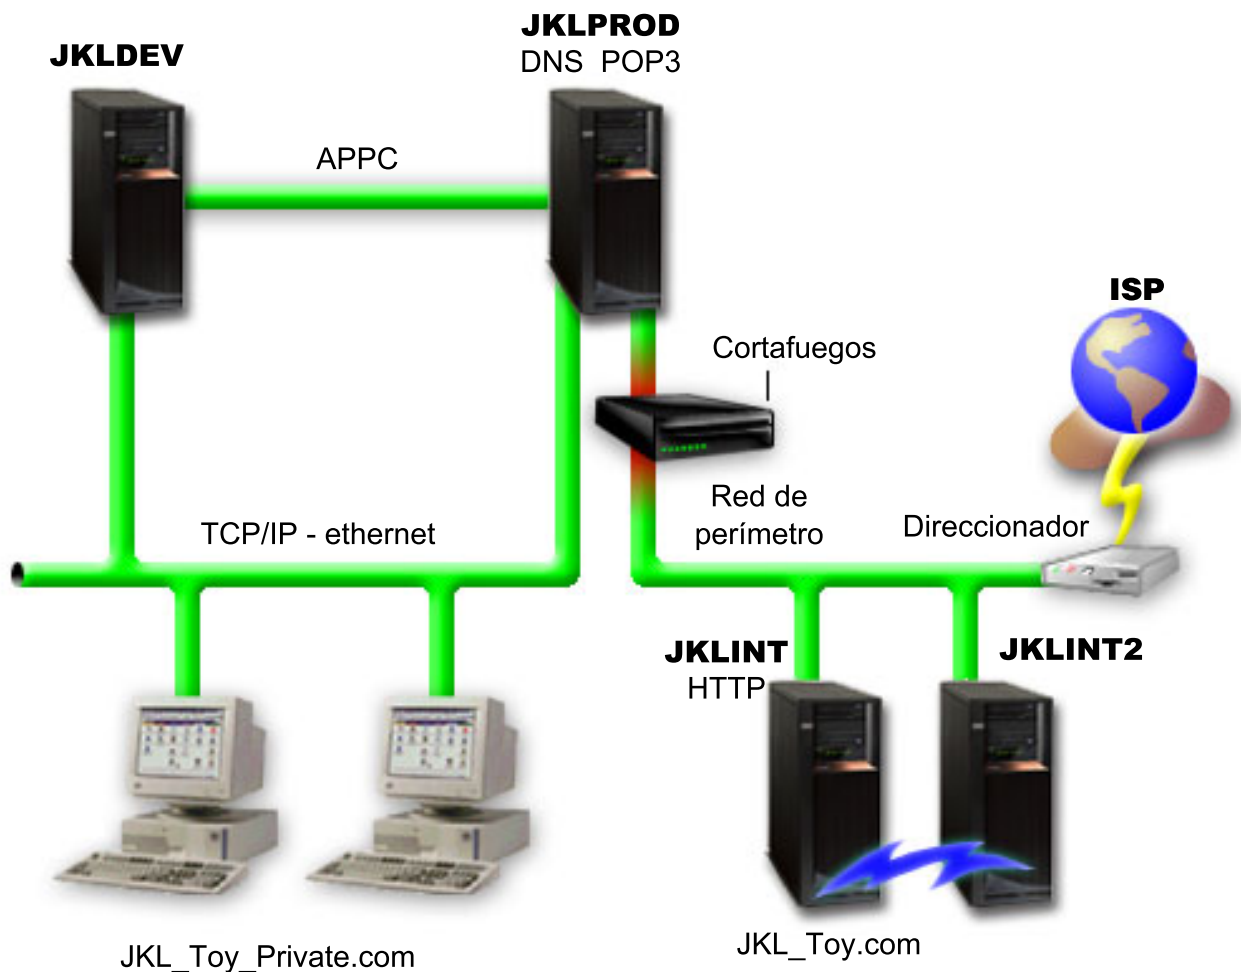 JKLPROD
DNS POP3
JKLDEV
APPC
ISP
Cortafuegos
Red de
perímetro
Direccionador
TCP/IP - ethernet
JKLINT
HTTP
JKLINT2
JKL_Toy.com
JKL_Toy_Private.com